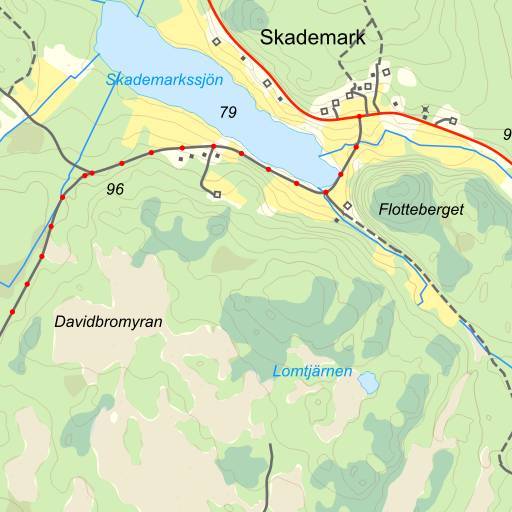 Skademark
Skademarkssjön
79
9
96
Flotteberget
Davidbromyran
Lomtjärnen